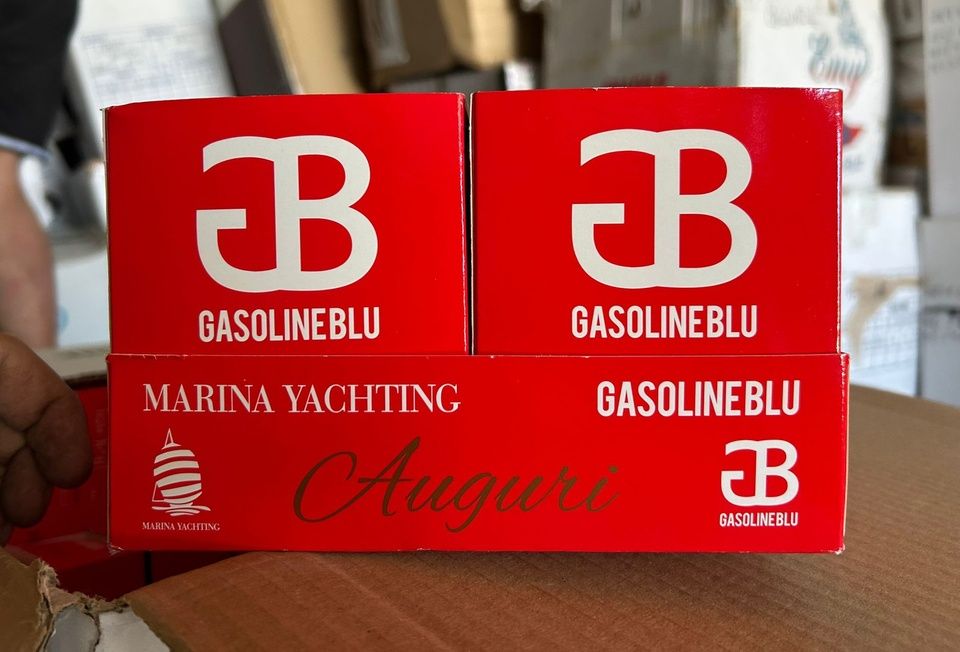 GB GB
GASOLINEBLU GASOLINEBLU
MARINA YACHTING GASOLINEBLU
Auguri
GB
MARINA YACHTING GASOLINEBLU